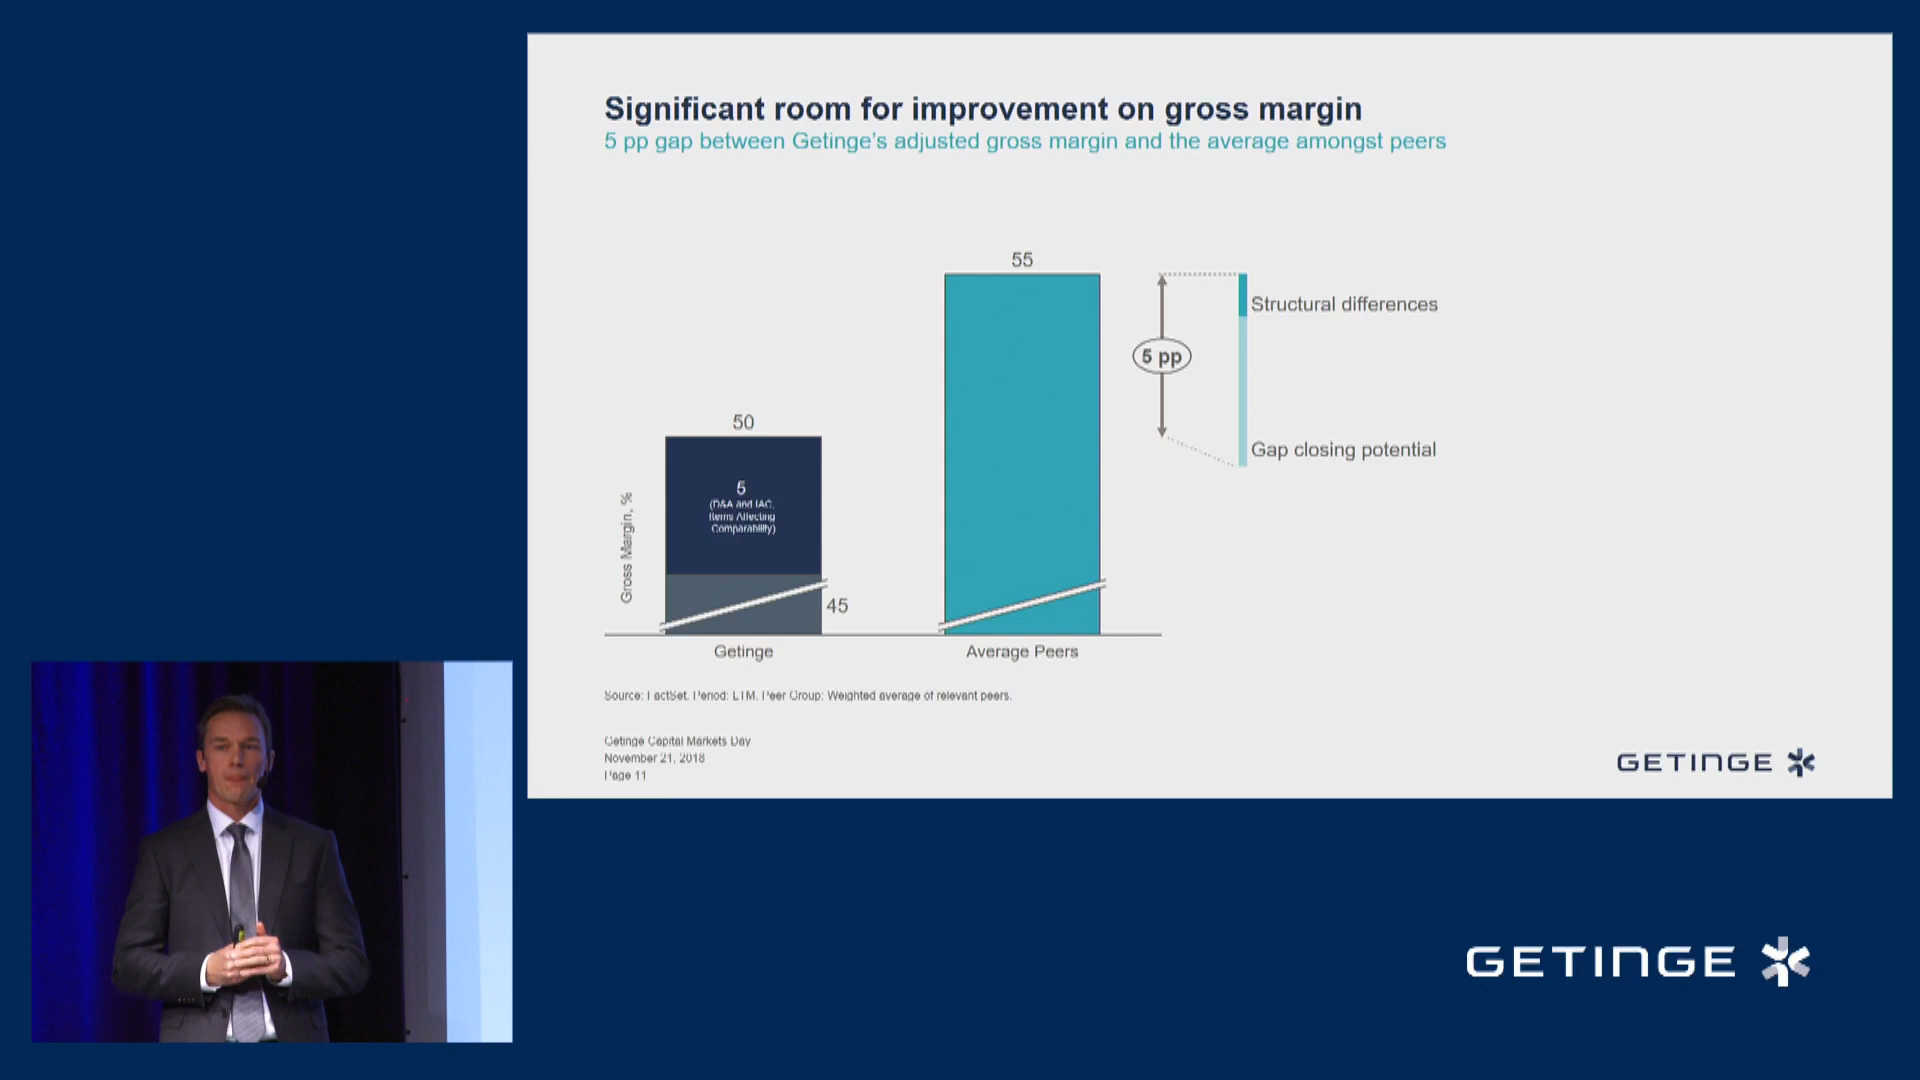 Significant room for improvement on gross margin
5 pp gap between Getinge's adjusted gross margin and the average amongst peers
55
Structural differences
5 pp
50
Gap closing potential
5
(D&A and IAC,
Items Affecting
Comparability)
Gross Margin, %
45
Getinge
Average Peers
Source: FactSet. Period: LTM. Peer Group: Weighted average of relevant peers.
Getinge Capital Markets Day
November 21, 2018
Page 11
GETINGE
GETINGE